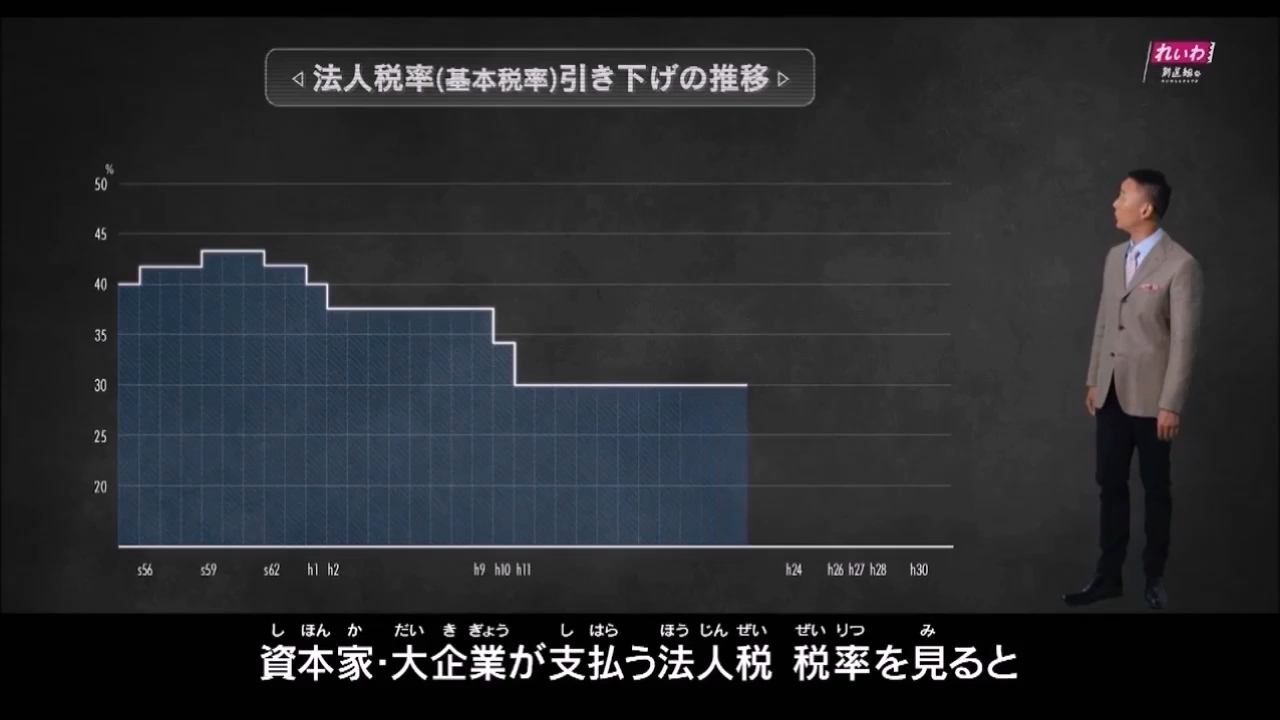 ◁ 法人税率(基本税率)引き下げの推移 ▷
れいわ
新選組
%
50
45
40
35
30
25
20
s56 s59 s62 h1 h2 h9 h10 h11 h24 h26 h27 h28 h30
し ほん か だい き ぎょう し はら ほう じん ぜい ぜい りつ み
資本家・大企業が支払う法人税 税率を見ると